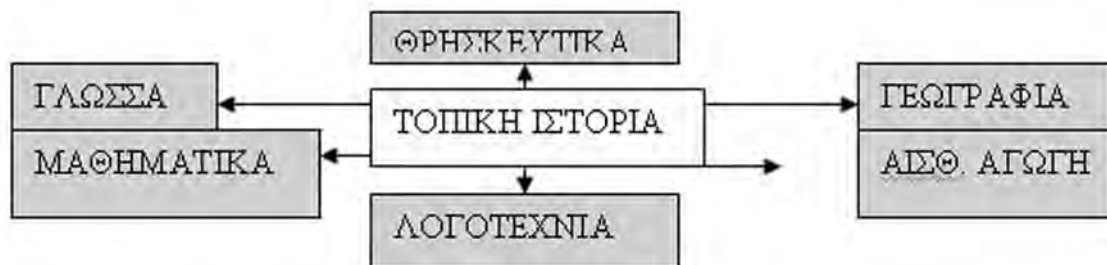 ΘΡΗΣΚΕΥΤΙΚΑ
ΓΛΩΣΣΑ
ΤΟΠΙΚΗ ΙΣΤΟΡΙΑ
ΓΕΩΓΡΑΦΙΑ
ΜΑΘΗΜΑΤΙΚΑ
ΑΙΣΘ. ΑΓΩΓΗ
ΛΟΓΟΤΕΧΝΙΑ